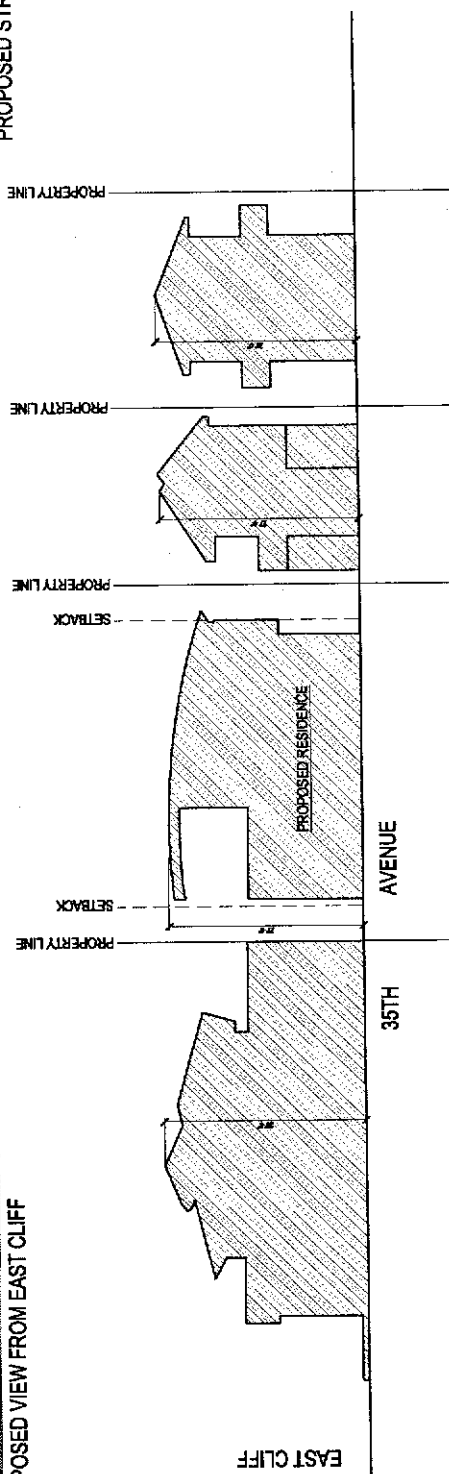 PROPOSED STR
POSED VIEW FROM EAST CLIFF
PROPERTY LINE
SETBACK
SETBACK
PROPERTY LINE
PROPERTY LINE
PROPERTY LINE
PROPOSED RESIDENCE
EAST CLIFF
35TH
AVENUE